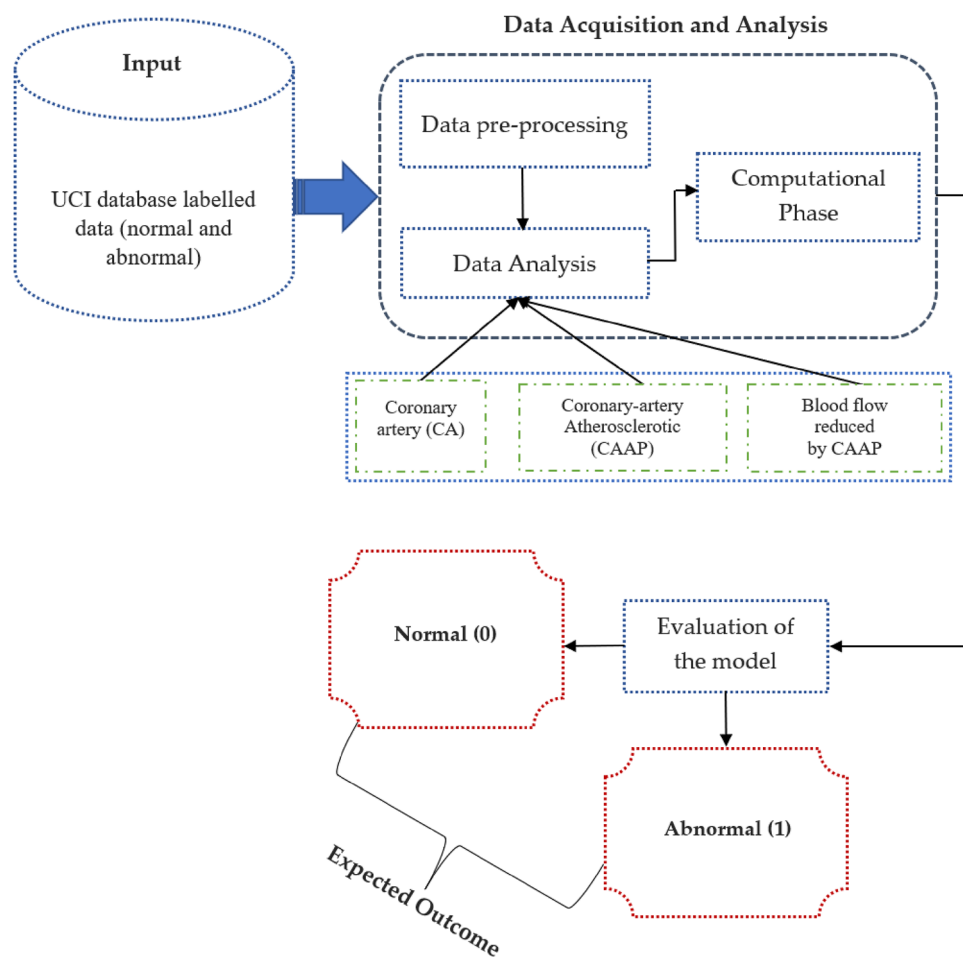 Data Acquisition and Analysis
Input
UCI database labelled
data (normal and
abnormal)
Data pre-processing
Data Analysis
Computational
Phase
Coronary
artery (CA)
Coronary-artery
Atherosclerotic
(CAAP)
Blood flow
reduced
by CAAP
Normal (0)
Evaluation of
the model
Abnormal (1)
Expected Outcome